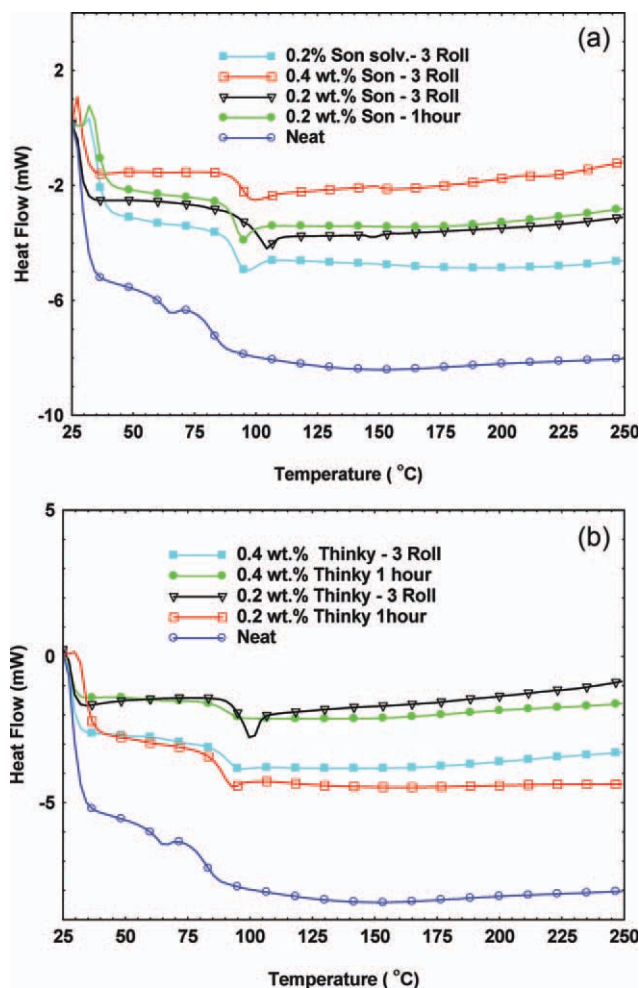 (a)
0.2% Son solv.- 3 Roll
0.4 wt.% Son - 3 Roll
0.2 wt.% Son - 3 Roll
0.2 wt.% Son - 1hour
Neat
Heat Flow (mW)
2
-2
-6
-10
25 50 75 100 125 150 175 200 225 250
Temperature ( °C)
(b)
0.4 wt.% Thinky - 3 Roll
0.4 wt.% Thinky 1 hour
0.2 wt.% Thinky - 3 Roll
0.2 wt.% Thinky 1hour
Neat
Heat Flow (mW)
5
0
-5
25 50 75 100 125 150 175 200 225 250
Temperature ( °C)